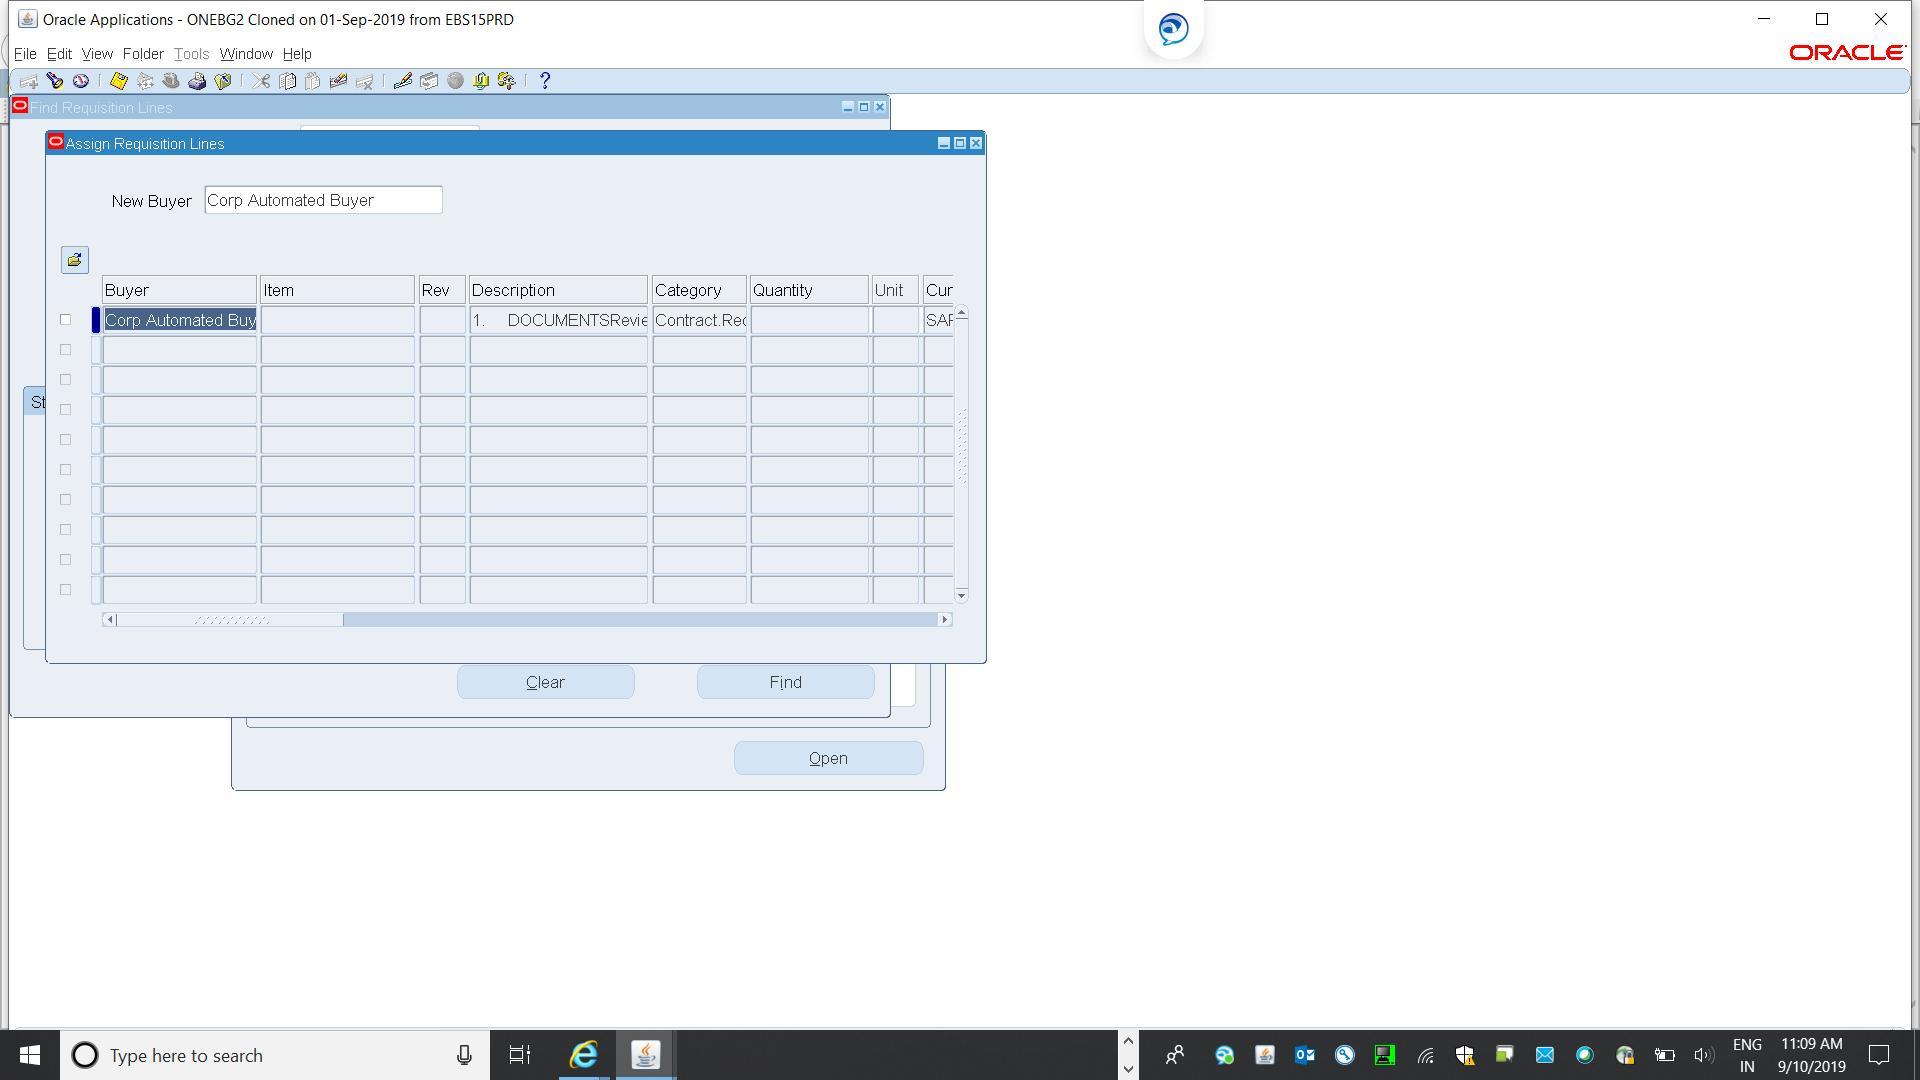 Oracle Applications - ONEBG2 Cloned on 01-Sep-2019 from EBS15PRD
File Edit View Folder Tools Window Help
ORACLE
Find Requisition Lines
Assign Requisition Lines
New Buyer Corp Automated Buyer
Buyer Item Rev Description Category Quantity Unit Cur
Corp Automated Buy 1. DOCUMENTSRevie Contract.Rec SAR
St
Clear Find
Open
Type here to search
ENG 11:09 AM
IN 9/10/2019